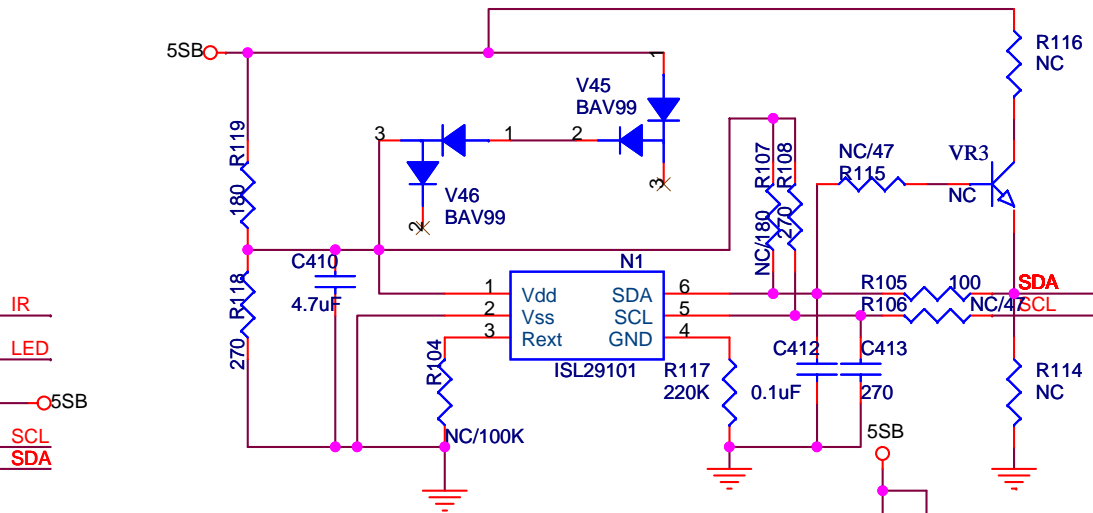 5SB
1
R116
NC
V45
BAV99
R119
180
3
1
2
3
V46
BAV99
2
R107
NC/180
R108
270
NC/47
R115
VR3
NC
C410
4.7uF
R118
270
N1
1
2
3
Vdd
Vss
Rext
SDA
SCL
GND
6
5
4
ISL29101
R105
100
R106
NC/47
SDA
SCL
IR
LED
5SB
SCL
SDA
R104
NC/100K
R117
220K
C412
0.1uF
C413
270
R114
NC
5SB